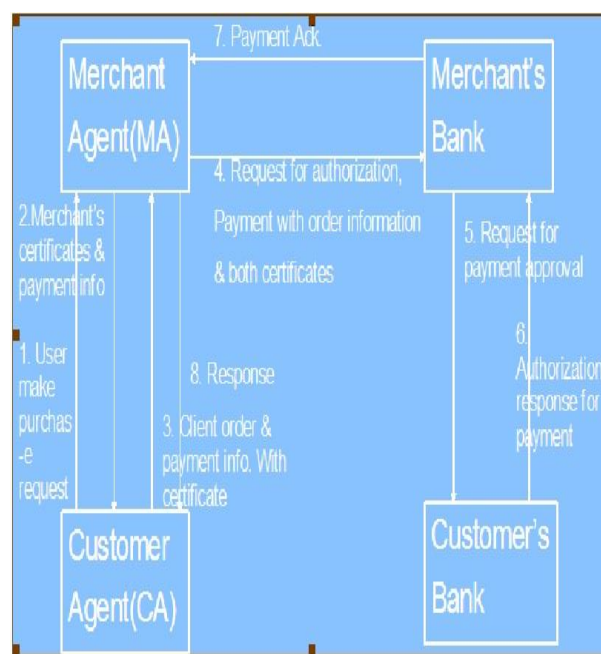 7. Payment Ack.
Merchant
Agent(MA)
Merchant's
Bank
4. Request for authorization,
Payment with order information
& both certificates
2.Merchant's
certificates &
payment info
5. Request for
payment approval
1. User
make
purchas
-e
request
8. Response
3. Client order &
payment info. With
certificate
6.
Authorization
response for
payment
Customer
Agent(CA)
Customer's
Bank